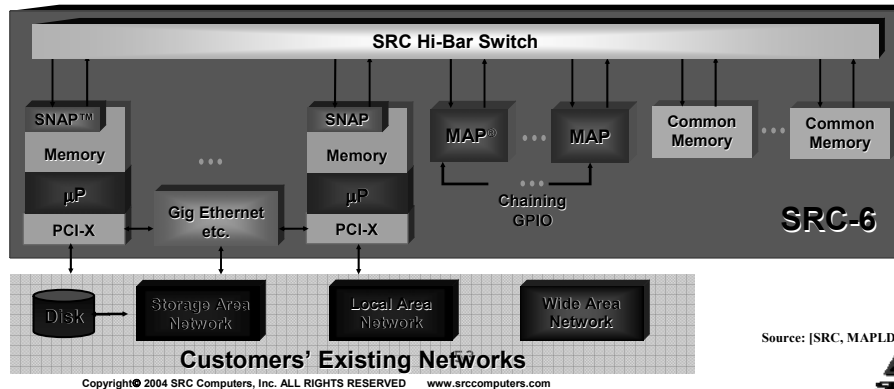 SRC Hi-Bar Switch
SNAP™
Memory
µP
PCI-X
Gig Ethernet
etc.
SNAP
Memory
µP
PCI-X
MAP®
MAP
Chaining
GPIO
Common
Memory
Common
Memory
SRC-6
Disk
Storage Area
Network
Local Area
Network
Wide Area
Network
Source: [SRC, MAPLD
Customers' Existing Networks
Copyright© 2004 SRC Computers, Inc. ALL RIGHTS RESERVED www.srccomputers.com